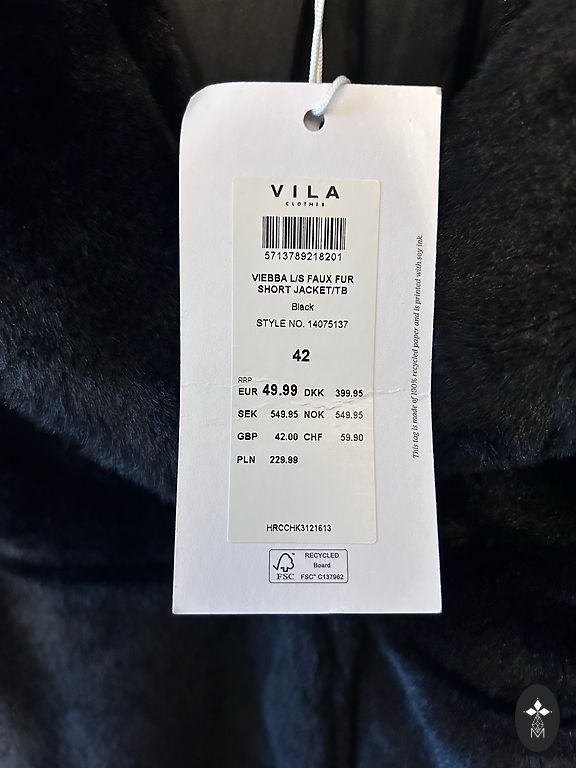 VILA
CLOTHES
5713789218201
VIEBBA L/S FAUX FUR
SHORT JACKET/TB
Black
STYLE NO. 14075137
42
RRP
EUR 49.99 DKK 399.95
SEK 549.95 NOK 549.95
GBP 42.00 CHF 59.90
PLN 229.99
HRCCHK3121613
FSC
RECYCLED
Board
FSC™ C137962
This tag is made of 100% recycled paper and is printed with soy ink.
M